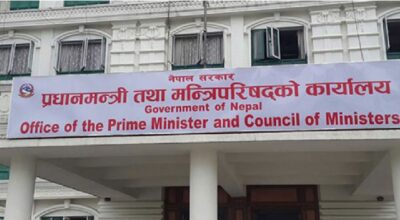 नेपाल सरकार
प्रधानमन्त्री तथा मन्त्रिपरिषद्को कार्यालय
Government of Nepal
Office of the Prime Minister and Council of Ministers